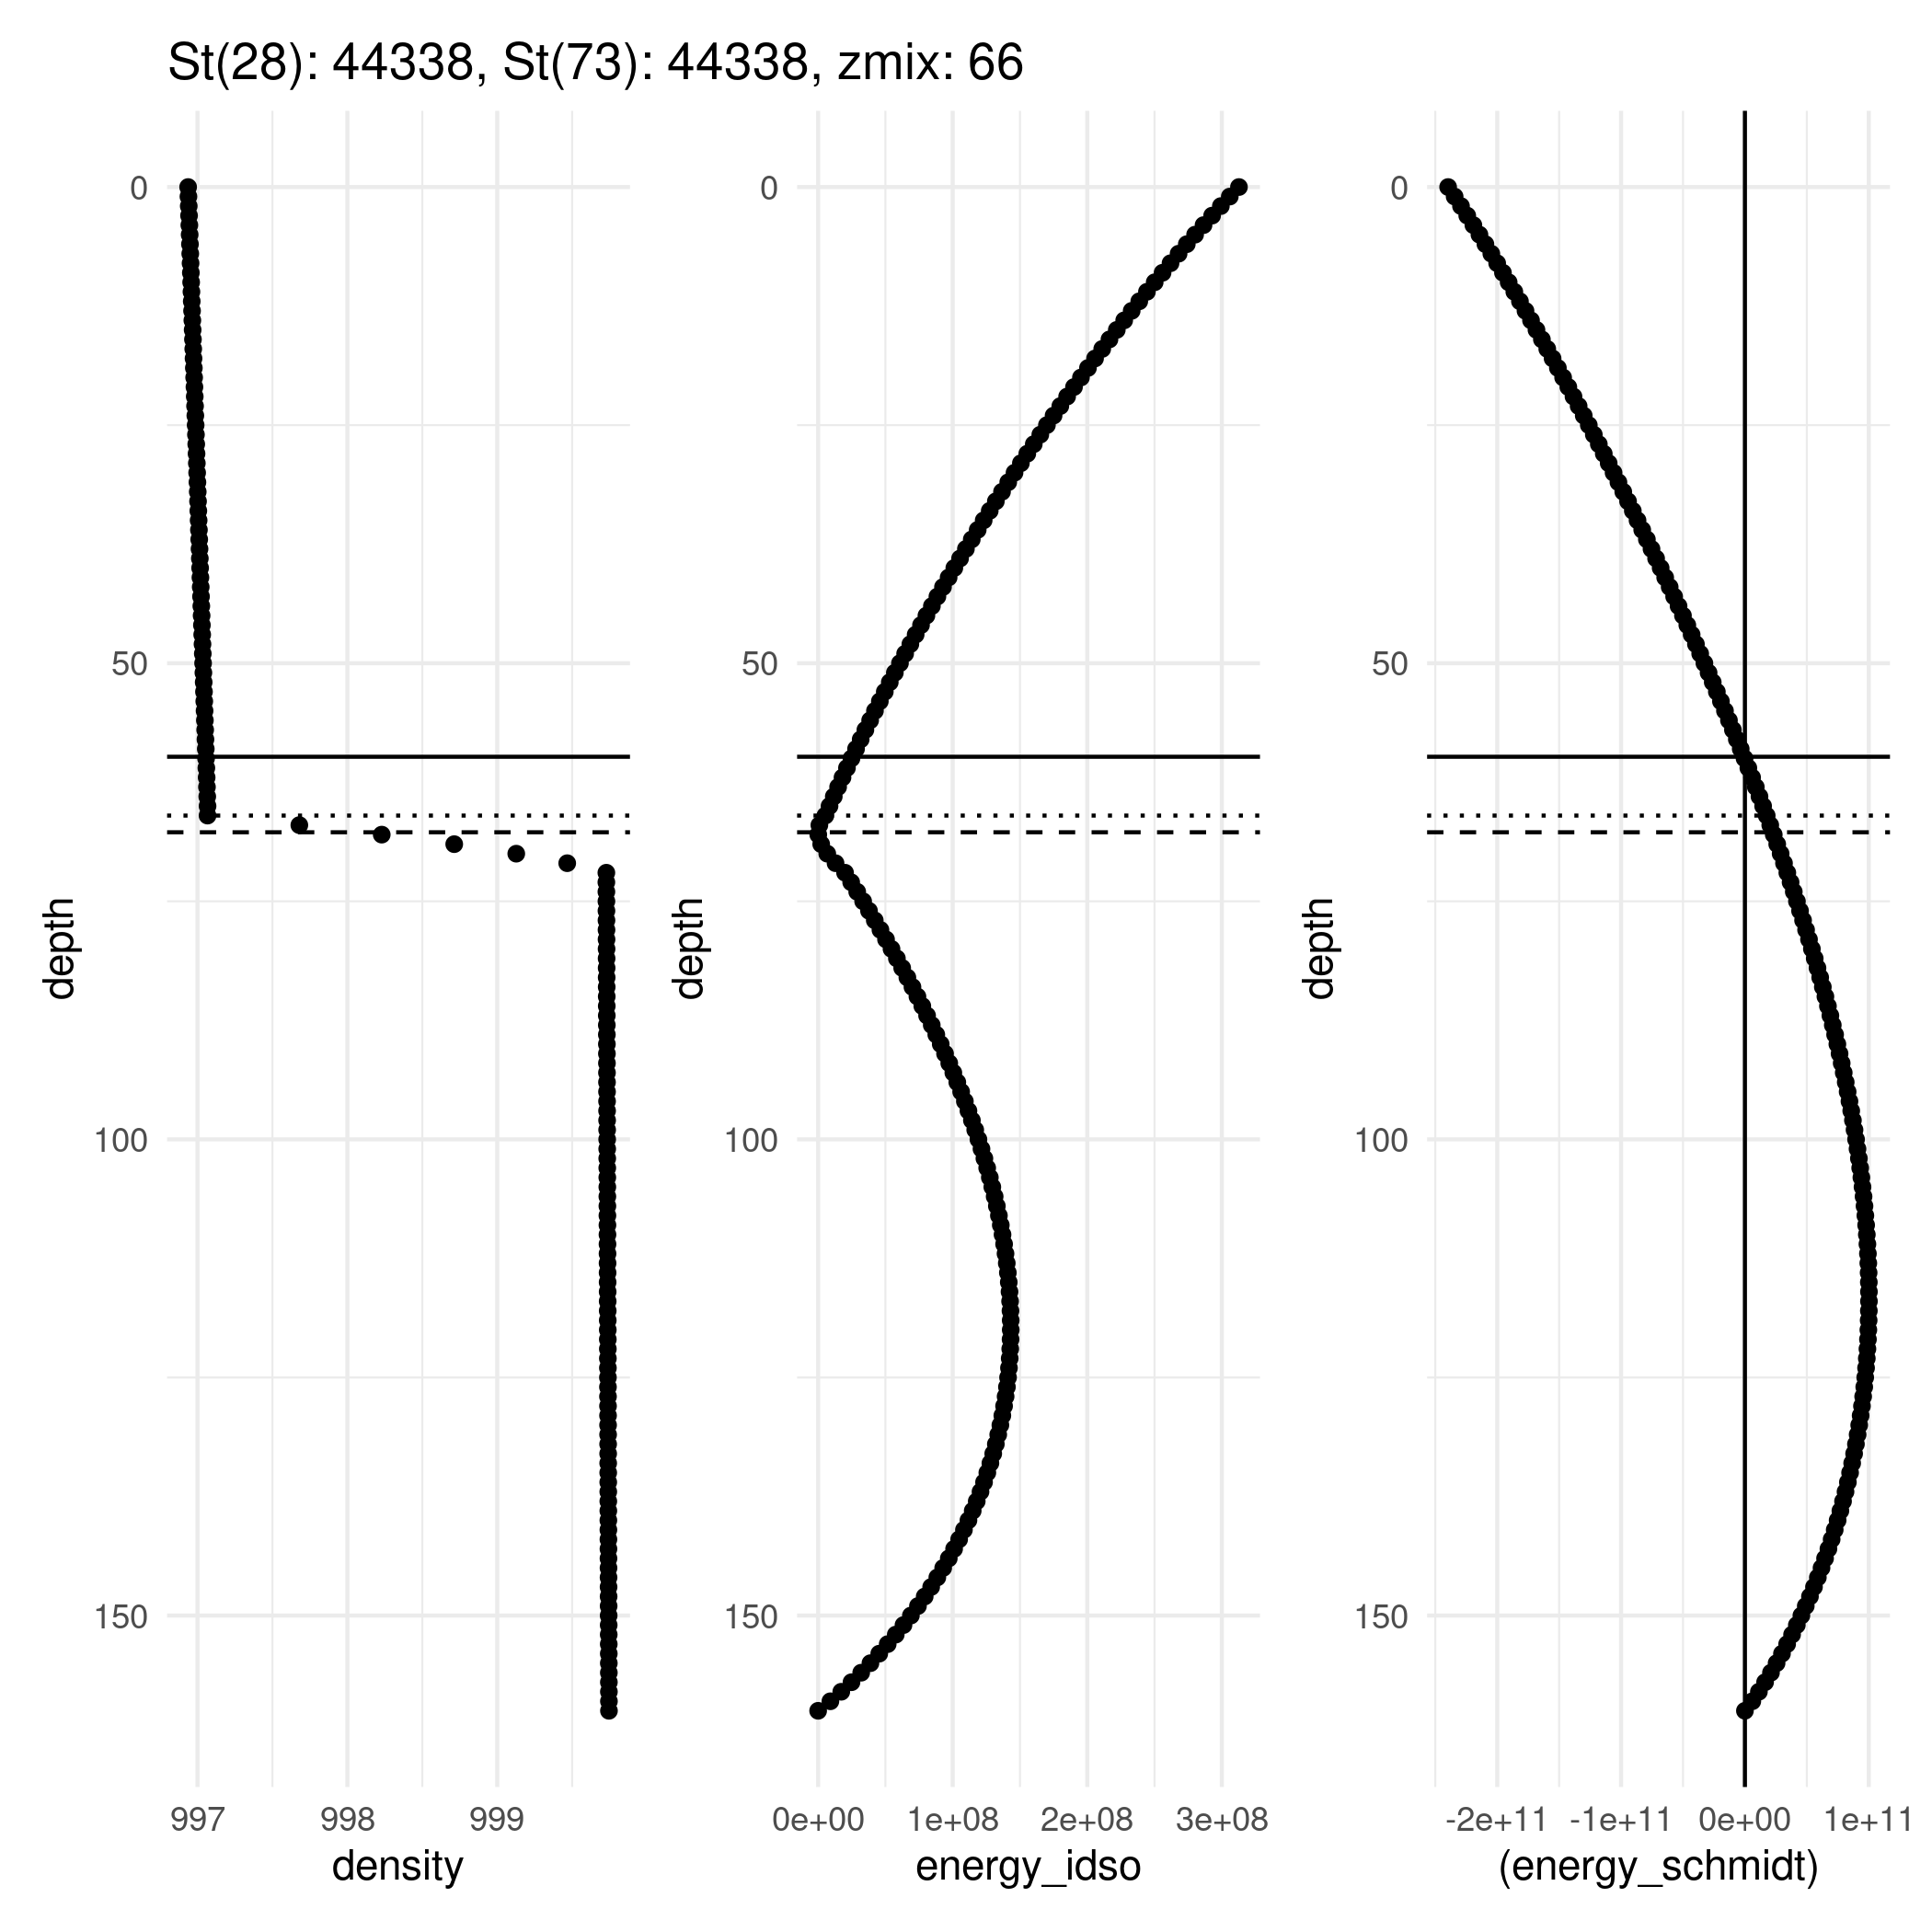 St(28): 44338, St(73): 44338, zmix: 66
0
50
100
150
depth
997 998 999
density
0
50
100
150
depth
0e+00 1e+08 2e+08 3e+08
energy_idso
0
50
100
150
depth
-2e+11 -1e+11 0e+00 1e+11
(energy_schmidt)